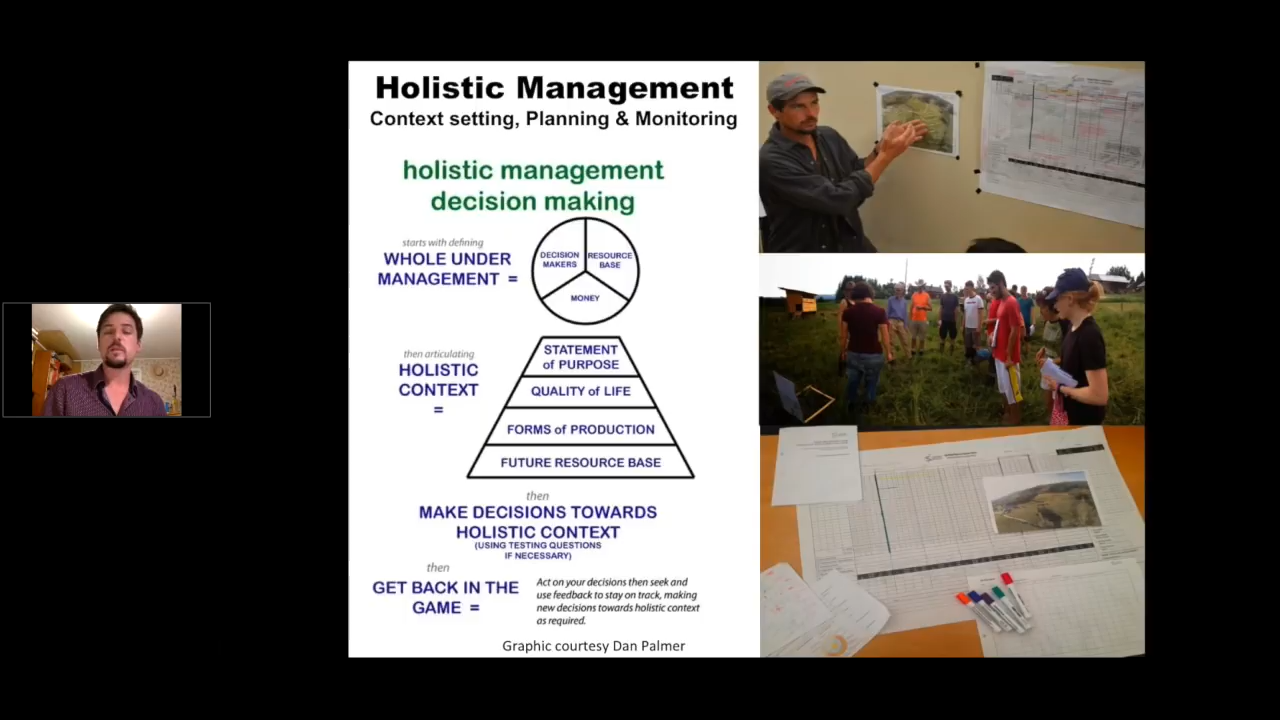 Holistic Management
Context setting, Planning & Monitoring
holistic management
decision making
starts with defining
WHOLE UNDER
MANAGEMENT =
DECISION
MAKERS
RESOURCE
BASE
MONEY
then articulating
HOLISTIC
CONTEXT
=
STATEMENT
of PURPOSE
QUALITY of LIFE
FORMS of PRODUCTION
FUTURE RESOURCE BASE
then
MAKE DECISIONS TOWARDS
HOLISTIC CONTEXT
(USING TESTING QUESTIONS
IF NECESSARY)
then
GET BACK IN THE
GAME =
Act on your decisions then seek and
use feedback to stay on track, making
new decisions towards holistic context
as required.
Graphic courtesy Dan Palmer